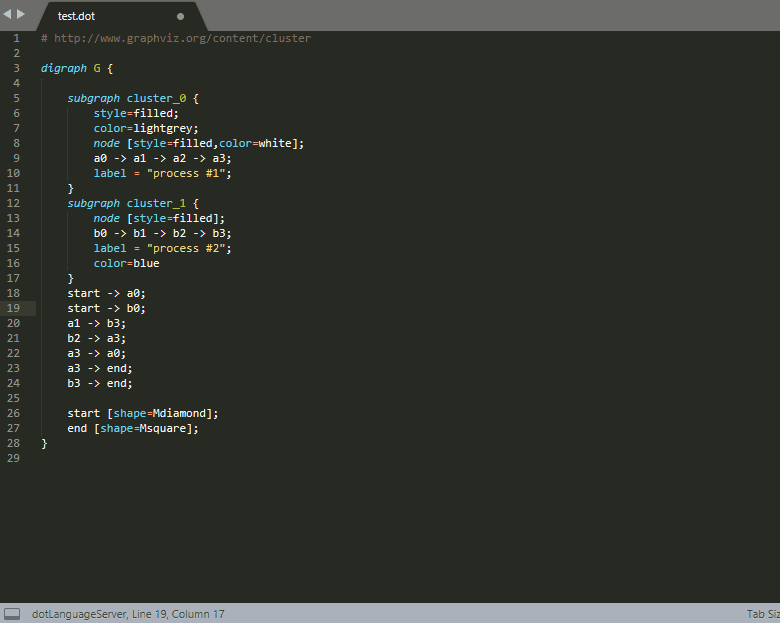 test.dot
1 # http://www.graphviz.org/content/cluster
2
3 digraph G {
4
5 subgraph cluster_0 {
6 style=filled;
7 color=lightgrey;
8 node [style=filled,color=white];
9 a0 -> a1 -> a2 -> a3;
10 label = "process #1";
11 }
12 subgraph cluster_1 {
13 node [style=filled];
14 b0 -> b1 -> b2 -> b3;
15 label = "process #2";
16 color=blue
17 }
18 start -> a0;
19 start -> b0;
20 a1 -> b3;
21 b2 -> a3;
22 a3 -> a0;
23 a3 -> end;
24 b3 -> end;
25
26 start [shape=Mdiamond];
27 end [shape=Msquare];
28 }
29
dotLanguageServer, Line 19, Column 17 Tab Siz